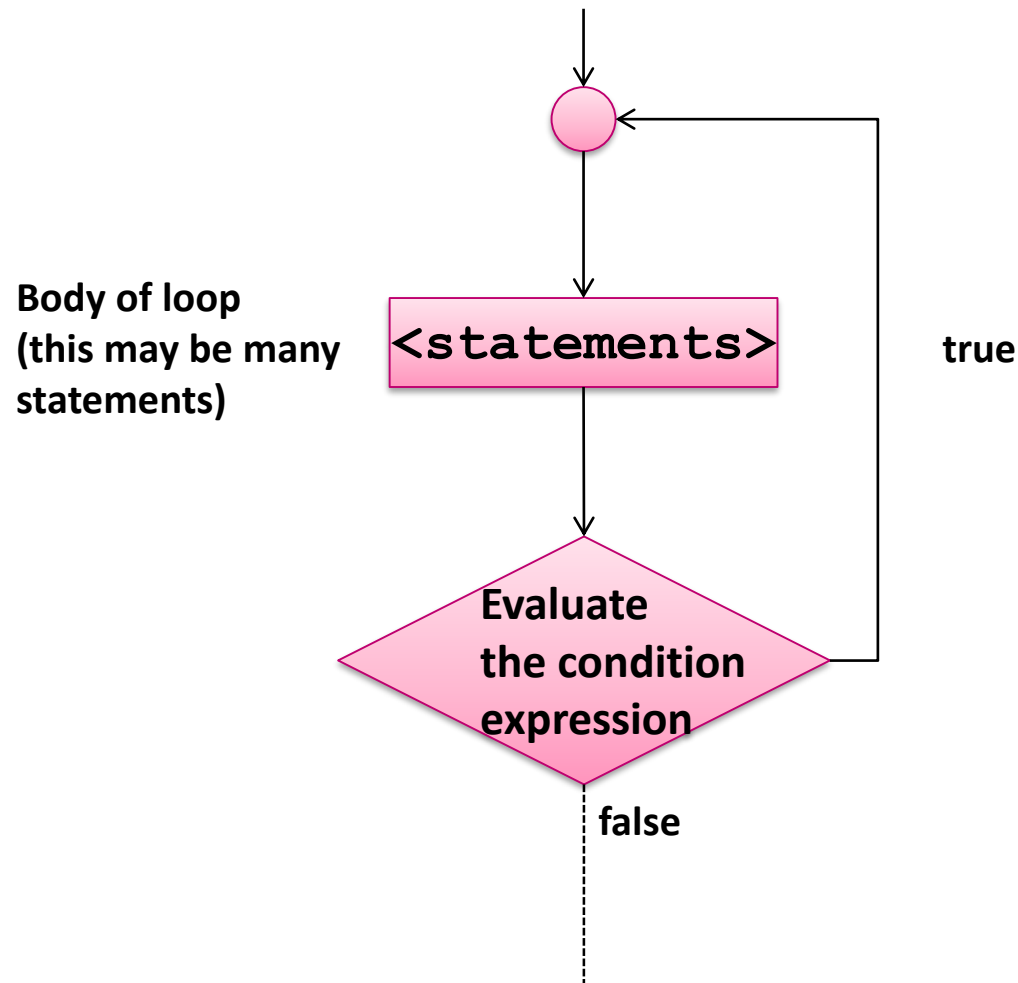 Body of loop
(this may be many
statements)
<statements>
true
Evaluate
the condition
expression
false